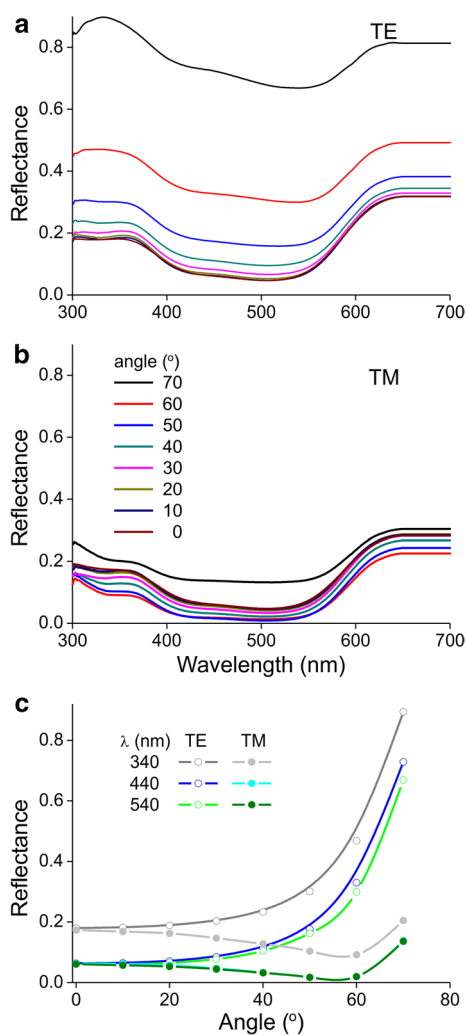 a
TE
Reflectance
0.8
0.6
0.4
0.2
0.0
300 400 500 600 700
b
angle (o)
TM
70
60
50
40
30
20
10
0
Reflectance
0.8
0.6
0.4
0.2
0.0
300 400 500 600 700
Wavelength (nm)
c
λ (nm) TE TM
340
440
540
Reflectance
0.8
0.6
0.4
0.2
0.0
0 20 40 60 80
Angle (o)